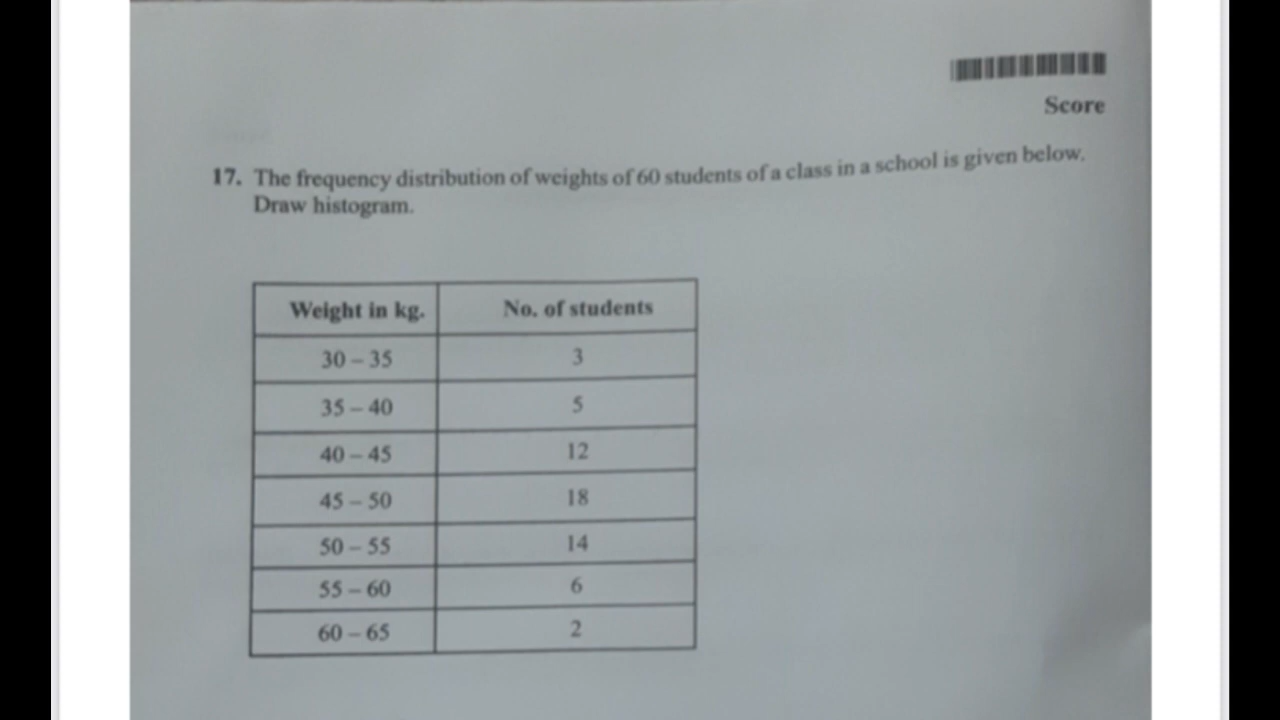 Score
17. The frequency distribution of weights of 60 students of a class in a school is given below.
Draw histogram.
Weight in kg. No. of students
30 – 35 3
35 – 40 5
40 – 45 12
45 – 50 18
50 – 55 14
55 – 60 6
60 – 65 2